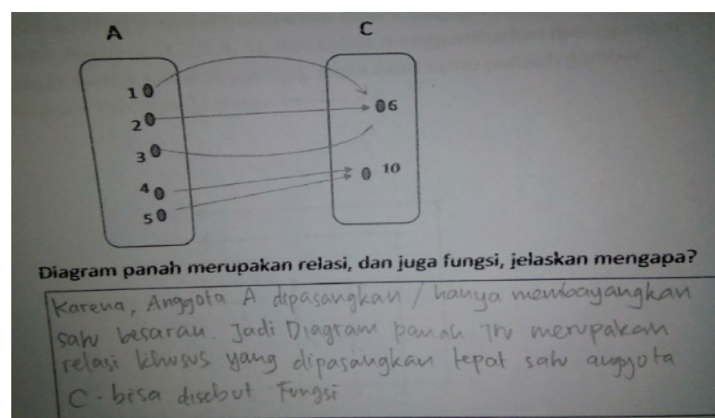 A C
1
6
2
3
10
4
5
Diagram panah merupakan relasi, dan juga fungsi, jelaskan mengapa?
Karena, Anggota A dipasangkan / hanya membayangkan
satu besaran. Jadi Diagram panah itu merupakan
relasi khusus yang dipasangkan tepat satu anggota
C. bisa disebut Fungsi